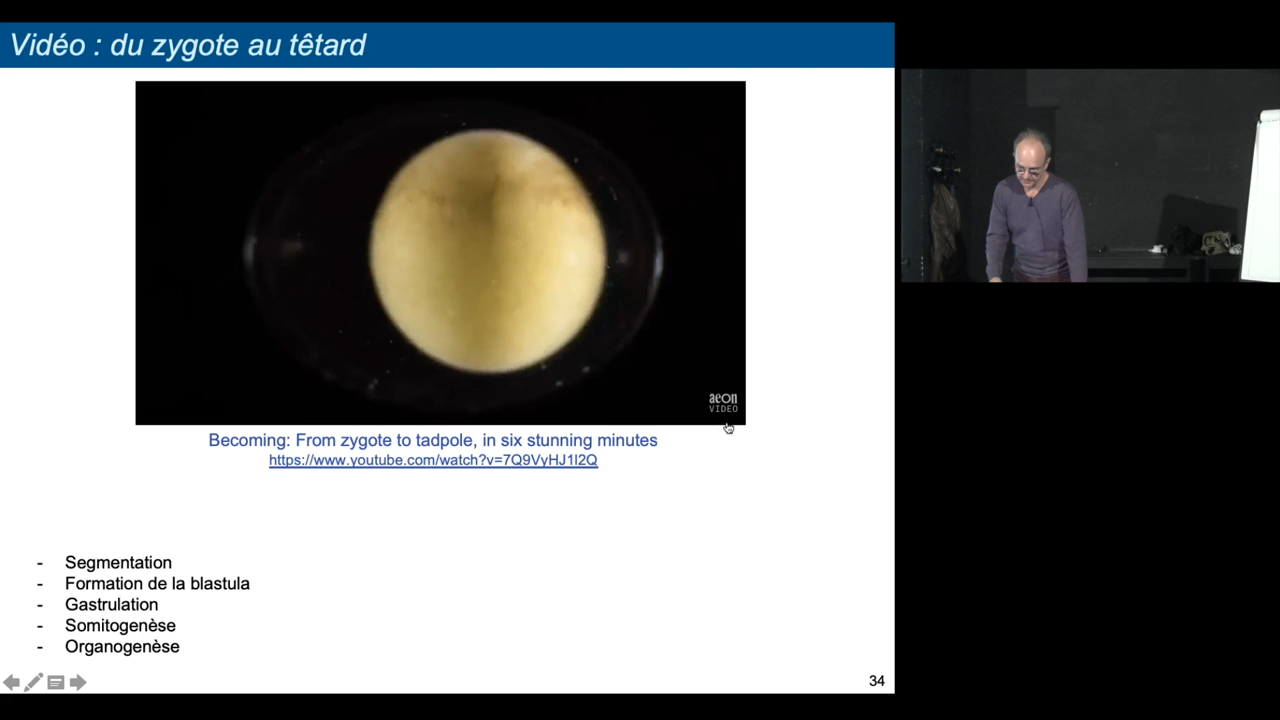 Vidéo : du zygote au têtard
aeon
VIDEO
Becoming: From zygote to tadpole, in six stunning minutes
https://www.youtube.com/watch?v=7Q9VyHJ1l2Q
- Segmentation
- Formation de la blastula
- Gastrulation
- Somitogenèse
- Organogenèse
34